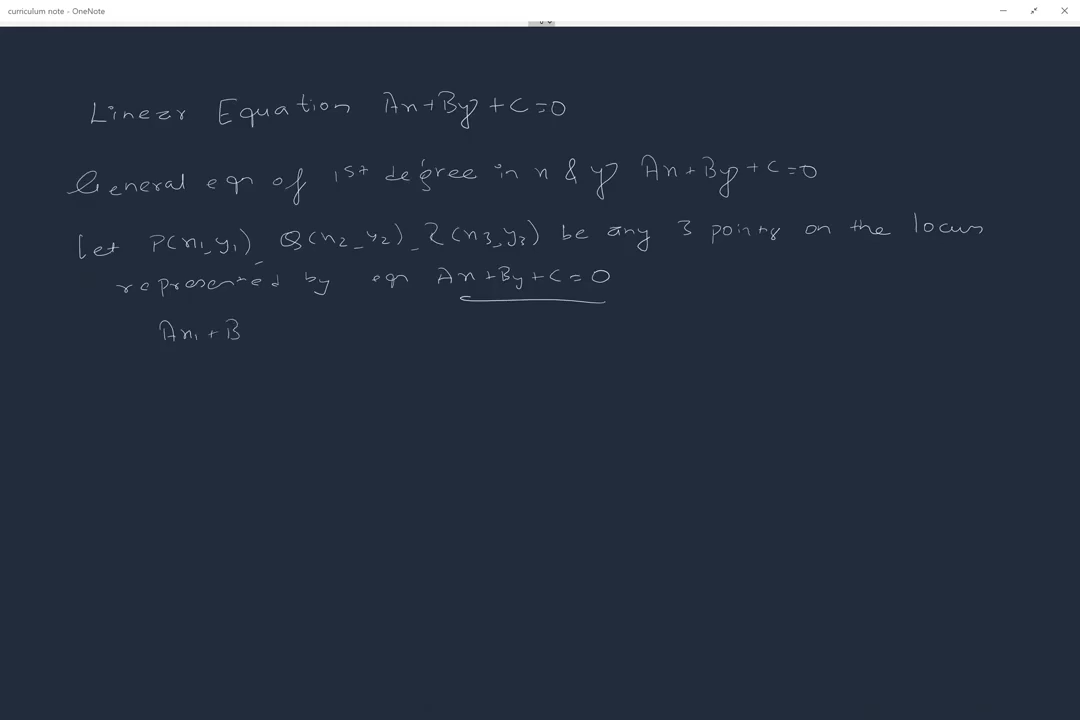 curriculum note - OneNote
Linear Equation Ax+By+C=0
General eqn of 1st degree in x & y Ax+By+C=0
Let P(x1,y1), Q(x2,y2), R(x3,y3) be any 3 points on the locus
represented by eqn Ax+By+C=0
Ax1+B